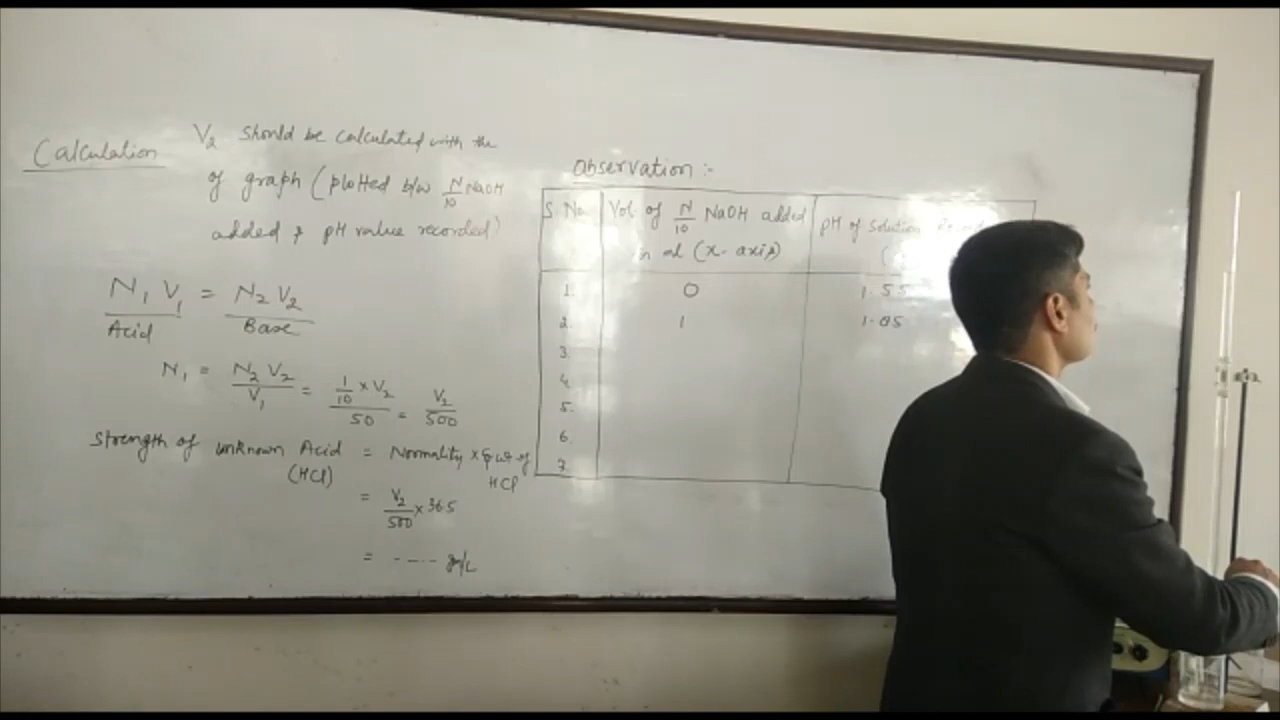 Calculation
V2 should be calculated with the
of graph (plotted b/w N/10 NaOH
added & pH value recorded)
N1 V1 / Acid = N2 V2 / Base
N1 = N2 V2 / V1 = 1/10 × V2 / 50 = V2 / 500
Strength of unknown Acid = Normality × Eq wt of
(HCl) HCl
= V2/500 × 36.5
= ----- gm/L
Observation :-
S. No. Vol. of N/10 NaOH added pH of solution
in ml (x-axis) (
1. 0 1.55
2. 1 1.85
3.
4.
5.
6.
7.